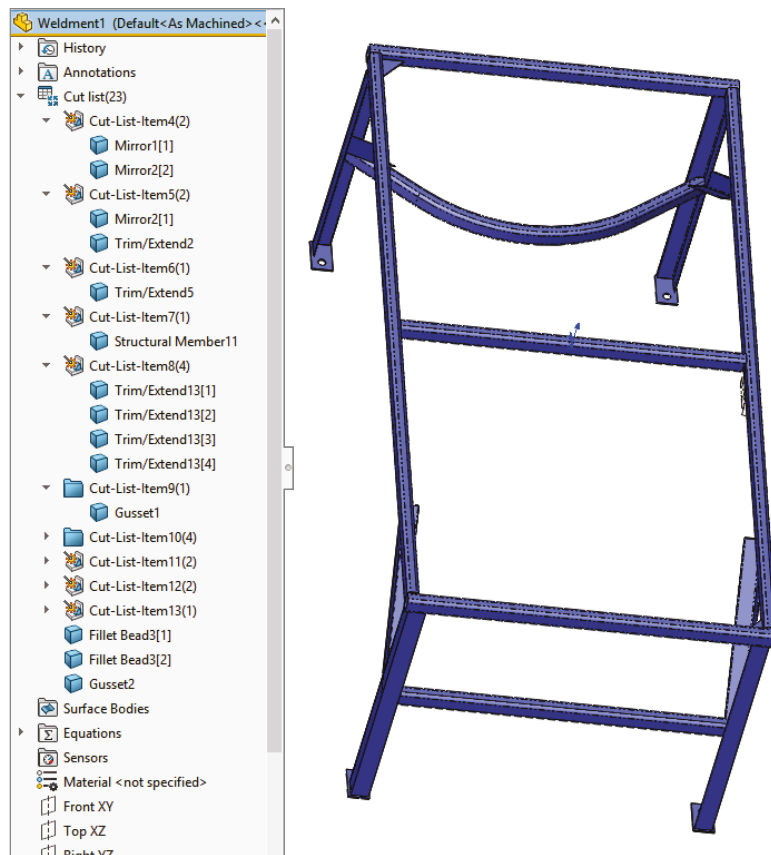 Weldment1 (Default<As Machined><
History
Annotations
Cut list(23)
Cut-List-Item4(2)
Mirror1[1]
Mirror2[2]
Cut-List-Item5(2)
Mirror2[1]
Trim/Extend2
Cut-List-Item6(1)
Trim/Extend5
Cut-List-Item7(1)
Structural Member11
Cut-List-Item8(4)
Trim/Extend13[1]
Trim/Extend13[2]
Trim/Extend13[3]
Trim/Extend13[4]
Cut-List-Item9(1)
Gusset1
Cut-List-Item10(4)
Cut-List-Item11(2)
Cut-List-Item12(2)
Cut-List-Item13(1)
Fillet Bead3[1]
Fillet Bead3[2]
Gusset2
Surface Bodies
Equations
Sensors
Material <not specified>
Front XY
Top XZ
Right YZ